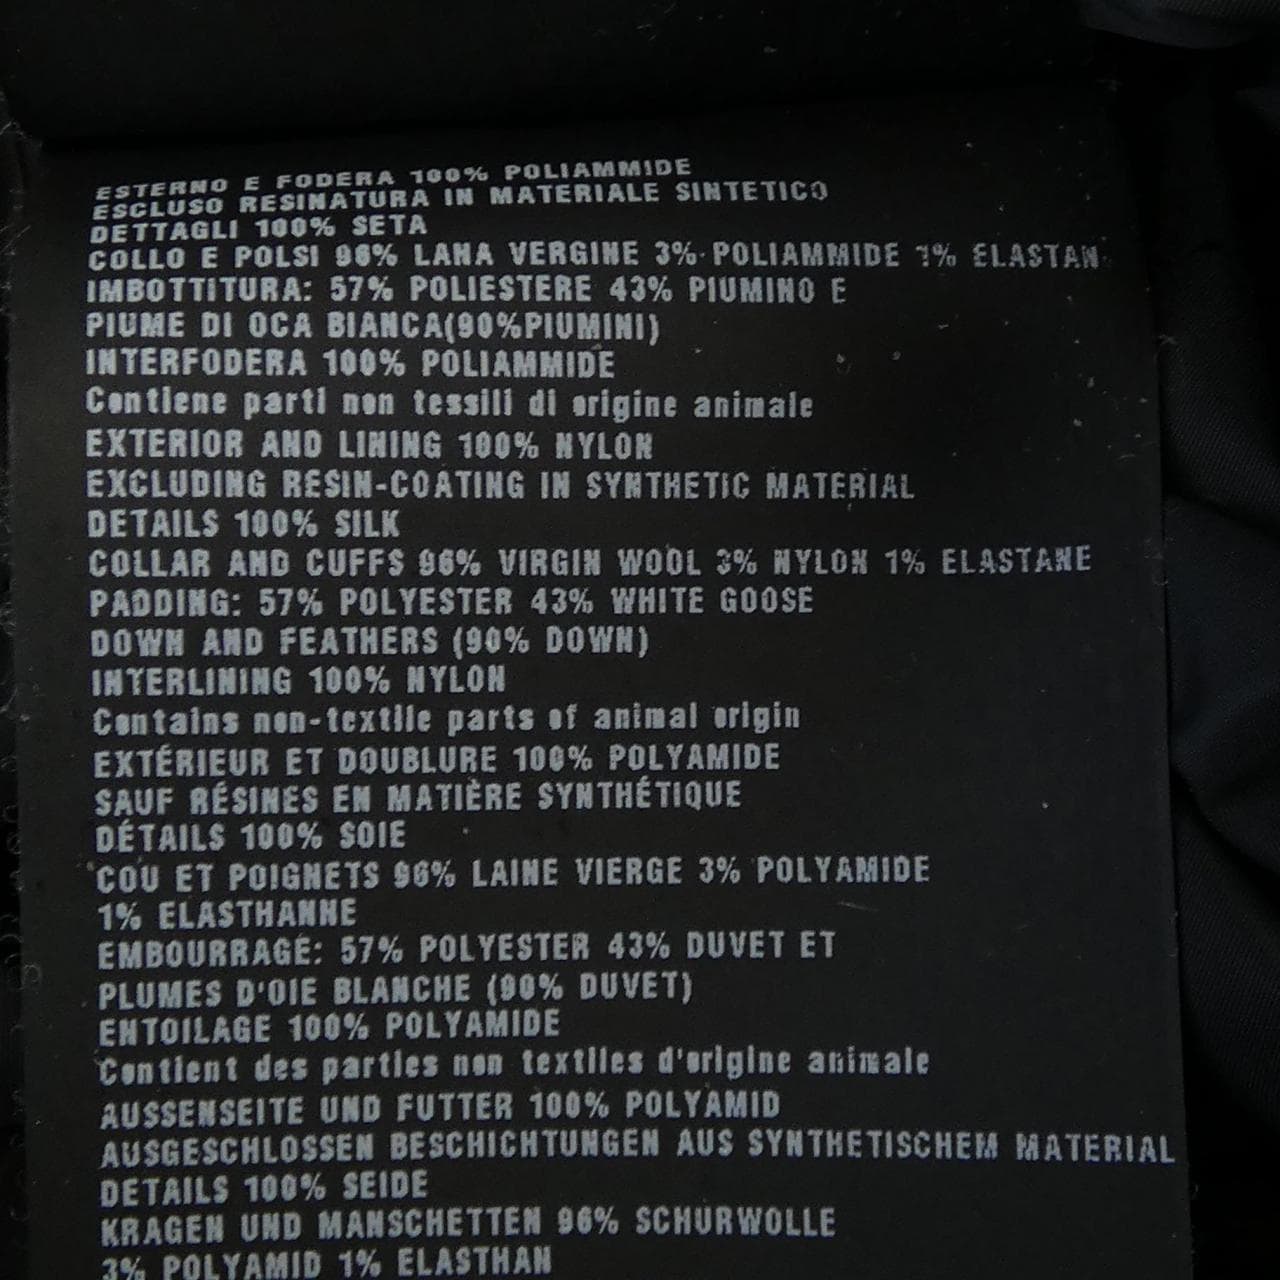 ESTERNO E FODERA 100% POLIAMMIDE
ESCLUSO RESINATURA IN MATERIALE SINTETICO
DETTAGLI 100% SETA
COLLO E POLSI 96% LANA VERGINE 3% POLIAMMIDE 1% ELASTAN
IMBOTTITURA: 57% POLIESTERE 43% PIUMINO E
PIUME DI OCA BIANCA(90%PIUMINI)
INTERFODERA 100% POLIAMMIDE
Contiene parti non tessili di origine animale
EXTERIOR AND LINING 100% NYLON
EXCLUDING RESIN-COATING IN SYNTHETIC MATERIAL
DETAILS 100% SILK
COLLAR AND CUFFS 96% VIRGIN WOOL 3% NYLON 1% ELASTANE
PADDING: 57% POLYESTER 43% WHITE GOOSE
DOWN AND FEATHERS (90% DOWN)
INTERLINING 100% NYLON
Contains non-textile parts of animal origin
EXTÉRIEUR ET DOUBLURE 100% POLYAMIDE
SAUF RÉSINES EN MATIÈRE SYNTHÉTIQUE
DÉTAILS 100% SOIE
COU ET POIGNETS 96% LAINE VIERGE 3% POLYAMIDE
1% ELASTHANNE
EMBOURRAGE: 57% POLYESTER 43% DUVET ET
PLUMES D'OIE BLANCHE (90% DUVET)
ENTOILAGE 100% POLYAMIDE
Contient des parties non textiles d'origine animale
AUSSENSEITE UND FUTTER 100% POLYAMID
AUSGESCHLOSSEN BESCHICHTUNGEN AUS SYNTHETISCHEM MATERIAL
DETAILS 100% SEIDE
KRAGEN UND MANSCHETTEN 96% SCHURWOLLE
3% POLYAMID 1% ELASTHAN